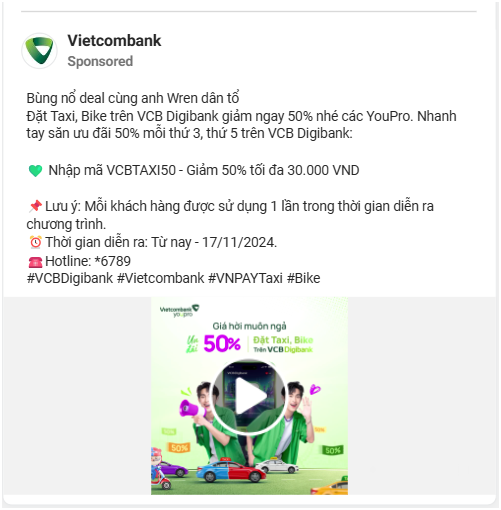 Vietcombank
Sponsored
Bùng nổ deal cùng anh Wren dân tổ
Đặt Taxi, Bike trên VCB Digibank giảm ngay 50% nhé các YouPro. Nhanh
tay săn ưu đãi 50% mỗi thứ 3, thứ 5 trên VCB Digibank:
💚 Nhập mã VCBTAXI50 - Giảm 50% tối đa 30.000 VND
📌 Lưu ý: Mỗi khách hàng được sử dụng 1 lần trong thời gian diễn ra
chương trình.
⏰ Thời gian diễn ra: Từ nay - 17/11/2024.
☎️ Hotline: *6789
#VCBDigibank #Vietcombank #VNPAYTaxi #Bike
Vietcombank
yo.pro
Giá hời muôn ngả
Ưu đãi 50% Đặt Taxi, Bike
Trên VCB Digibank
50%
50%
50%